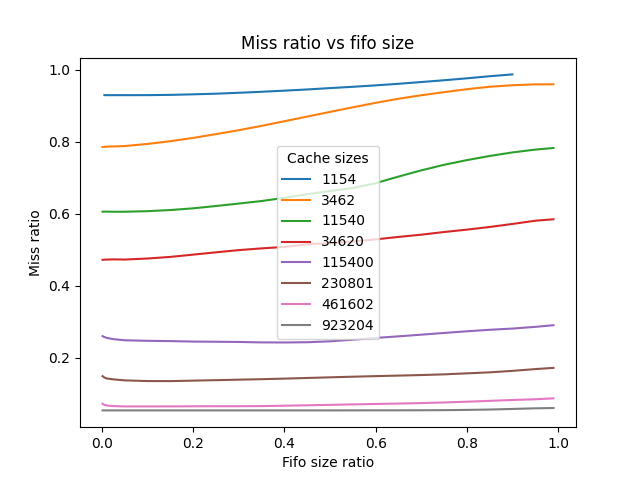 Miss ratio vs fifo size
1.0
0.8
0.6
0.4
0.2
Miss ratio
Cache sizes
1154
3462
11540
34620
115400
230801
461602
923204
0.0 0.2 0.4 0.6 0.8 1.0
Fifo size ratio